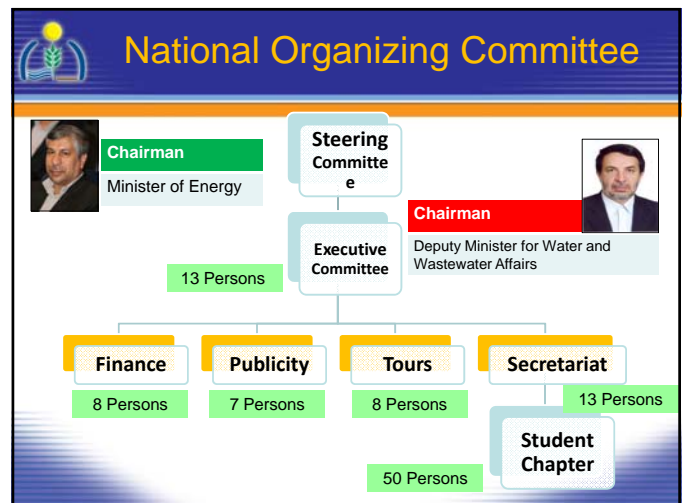 National Organizing Committee
Steering
Committe
e
Chairman
Minister of Energy
Chairman
Deputy Minister for Water and
Wastewater Affairs
Executive
Committee
13 Persons
Finance
Publicity
Tours
Secretariat
8 Persons
7 Persons
8 Persons
13 Persons
Student
Chapter
50 Persons